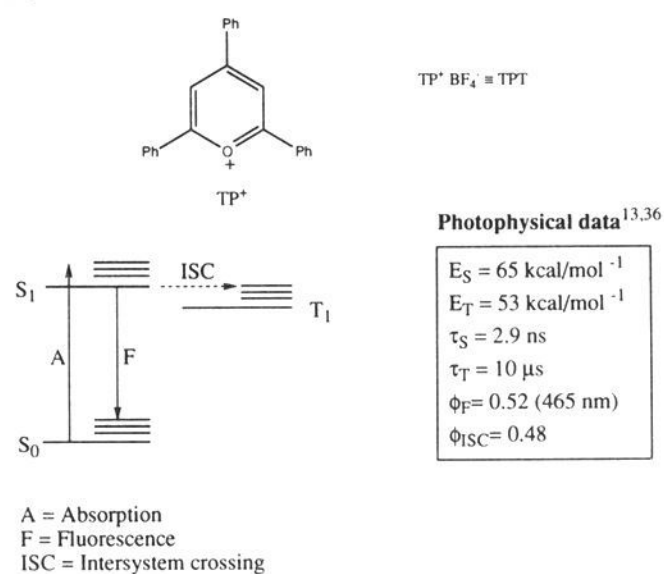 Ph
TP⁺ BF₄⁻ ≡ TPT
Ph
O
+
Ph
TP⁺
Photophysical data¹³,³⁶
S₁
ISC
T₁
A
F
S₀
E_S = 65 kcal/mol ⁻¹
E_T = 53 kcal/mol ⁻¹
τ_S = 2.9 ns
τ_T = 10 μs
ϕ_F= 0.52 (465 nm)
ϕ_ISC= 0.48
A = Absorption
F = Fluorescence
ISC = Intersystem crossing